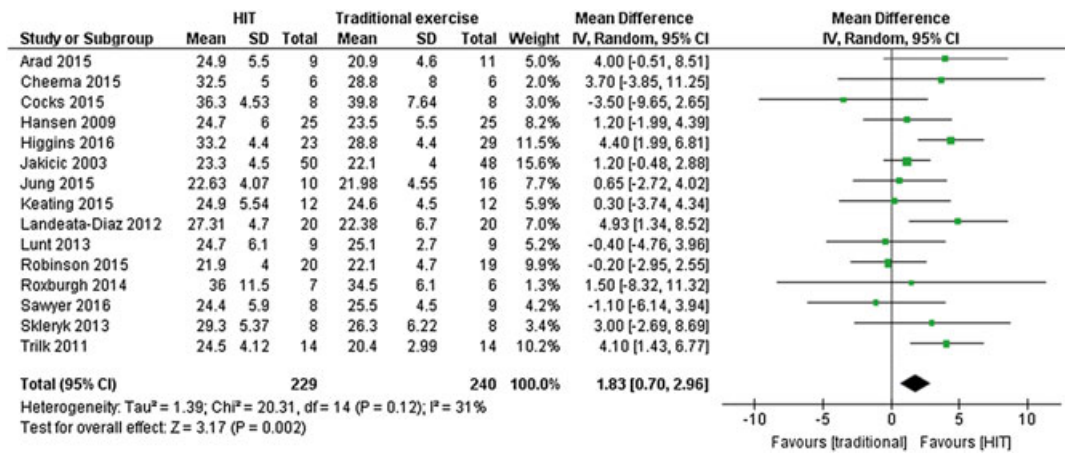 HIT Traditional exercise Mean Difference Mean Difference
Study or Subgroup Mean SD Total Mean SD Total Weight IV, Random, 95% CI IV, Random, 95% CI
Arad 2015 24.9 5.5 9 20.9 4.6 11 5.0% 4.00 [-0.51, 8.51]
Cheema 2015 32.5 5 6 28.8 8 6 2.0% 3.70 [-3.85, 11.25]
Cocks 2015 36.3 4.53 8 39.8 7.64 8 3.0% -3.50 [-9.65, 2.65]
Hansen 2009 24.7 6 25 23.5 5.5 25 8.2% 1.20 [-1.99, 4.39]
Higgins 2016 33.2 4.4 23 28.8 4.4 29 11.5% 4.40 [1.99, 6.81]
Jakicic 2003 23.3 4.5 50 22.1 4 48 15.6% 1.20 [-0.48, 2.88]
Jung 2015 22.63 4.07 10 21.98 4.55 16 7.7% 0.65 [-2.72, 4.02]
Keating 2015 24.9 5.54 12 24.6 4.5 12 6.0% 0.30 [-3.74, 4.34]
Landeata-Diaz 2012 27.31 4.7 20 22.38 6.7 20 7.0% 4.93 [1.34, 8.52]
Lunt 2013 24.7 6.1 9 25.1 2.7 9 5.2% -0.40 [-4.76, 3.96]
Robinson 2015 21.9 4 20 22.1 4.7 19 9.9% -0.20 [-2.95, 2.55]
Roxburgh 2014 36 11.5 7 34.5 6.1 6 1.3% 1.50 [-8.32, 11.32]
Sawyer 2016 24.4 5.9 8 25.5 4.5 9 4.2% -1.10 [-6.14, 3.94]
Skleryk 2013 29.3 5.37 8 26.3 6.22 8 3.4% 3.00 [-2.69, 8.69]
Trilk 2011 24.5 4.12 14 20.4 2.99 14 10.2% 4.10 [1.43, 6.77]
Total (95% CI) 229 240 100.0% 1.83 [0.70, 2.96]
Heterogeneity: Tau² = 1.39; Chi² = 20.31, df = 14 (P = 0.12); I² = 31%
Test for overall effect: Z = 3.17 (P = 0.002)
-10 -5 0 5 10
Favours [traditional] Favours [HIT]